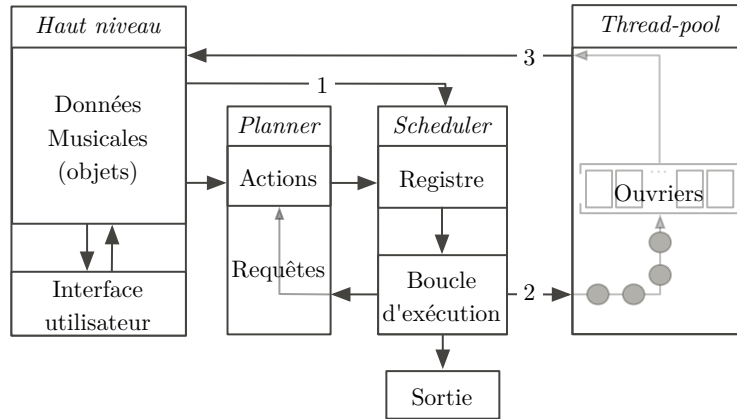 Haut niveau
Données
Musicales
(objets)
Interface
utilisateur
1
Planner
Actions
Requêtes
Scheduler
Registre
Boucle
d'exécution
Sortie
2
3
Thread-pool
...
Ouvriers